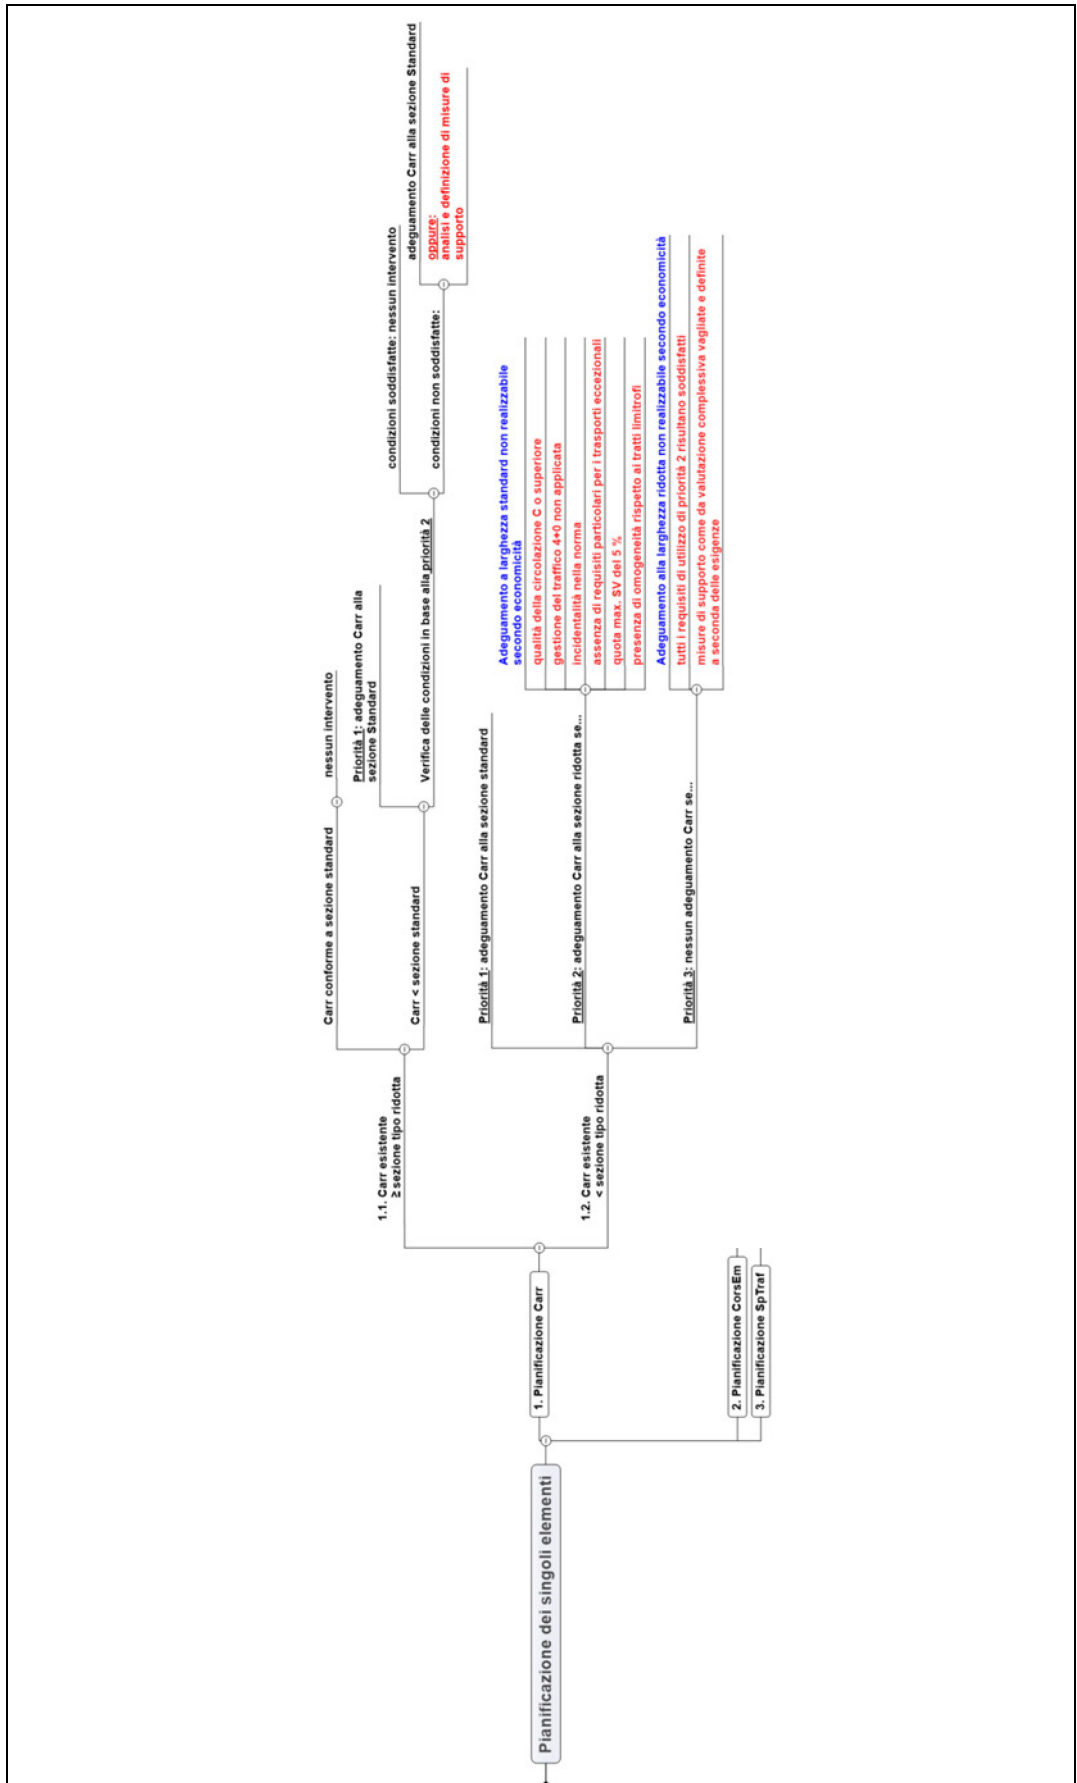 Pianificazione dei singoli elementi
1. Pianificazione Carr
1.1. Carr esistente
≥ sezione tipo ridotta
Carr conforme a sezione standard
nessun intervento
Carr < sezione standard
Priorità 1: adeguamento Carr alla
sezione Standard
Verifica delle condizioni in base alla priorità 2
condizioni soddisfatte: nessun intervento
condizioni non soddisfatte:
adeguamento Carr alla sezione Standard
oppure:
analisi e definizione di misure di
supporto
1.2. Carr esistente
< sezione tipo ridotta
Priorità 1: adeguamento Carr alla sezione standard
Priorità 2: adeguamento Carr alla sezione ridotta se...
Adeguamento a larghezza standard non realizzabile
secondo economicità
qualità della circolazione C o superiore
gestione del traffico 4+0 non applicata
incidentalità nella norma
assenza di requisiti particolari per i trasporti eccezionali
quota max. SV del 5 %
presenza di omogeneità rispetto ai tratti limitrofi
Priorità 3: nessun adeguamento Carr se...
Adeguamento alla larghezza ridotta non realizzabile secondo economicità
tutti i requisiti di utilizzo di priorità 2 risultano soddisfatti
misure di supporto come da valutazione complessiva vagliate e definite
a seconda delle esigenze
2. Pianificazione CorsEm
3. Pianificazione SpTraf